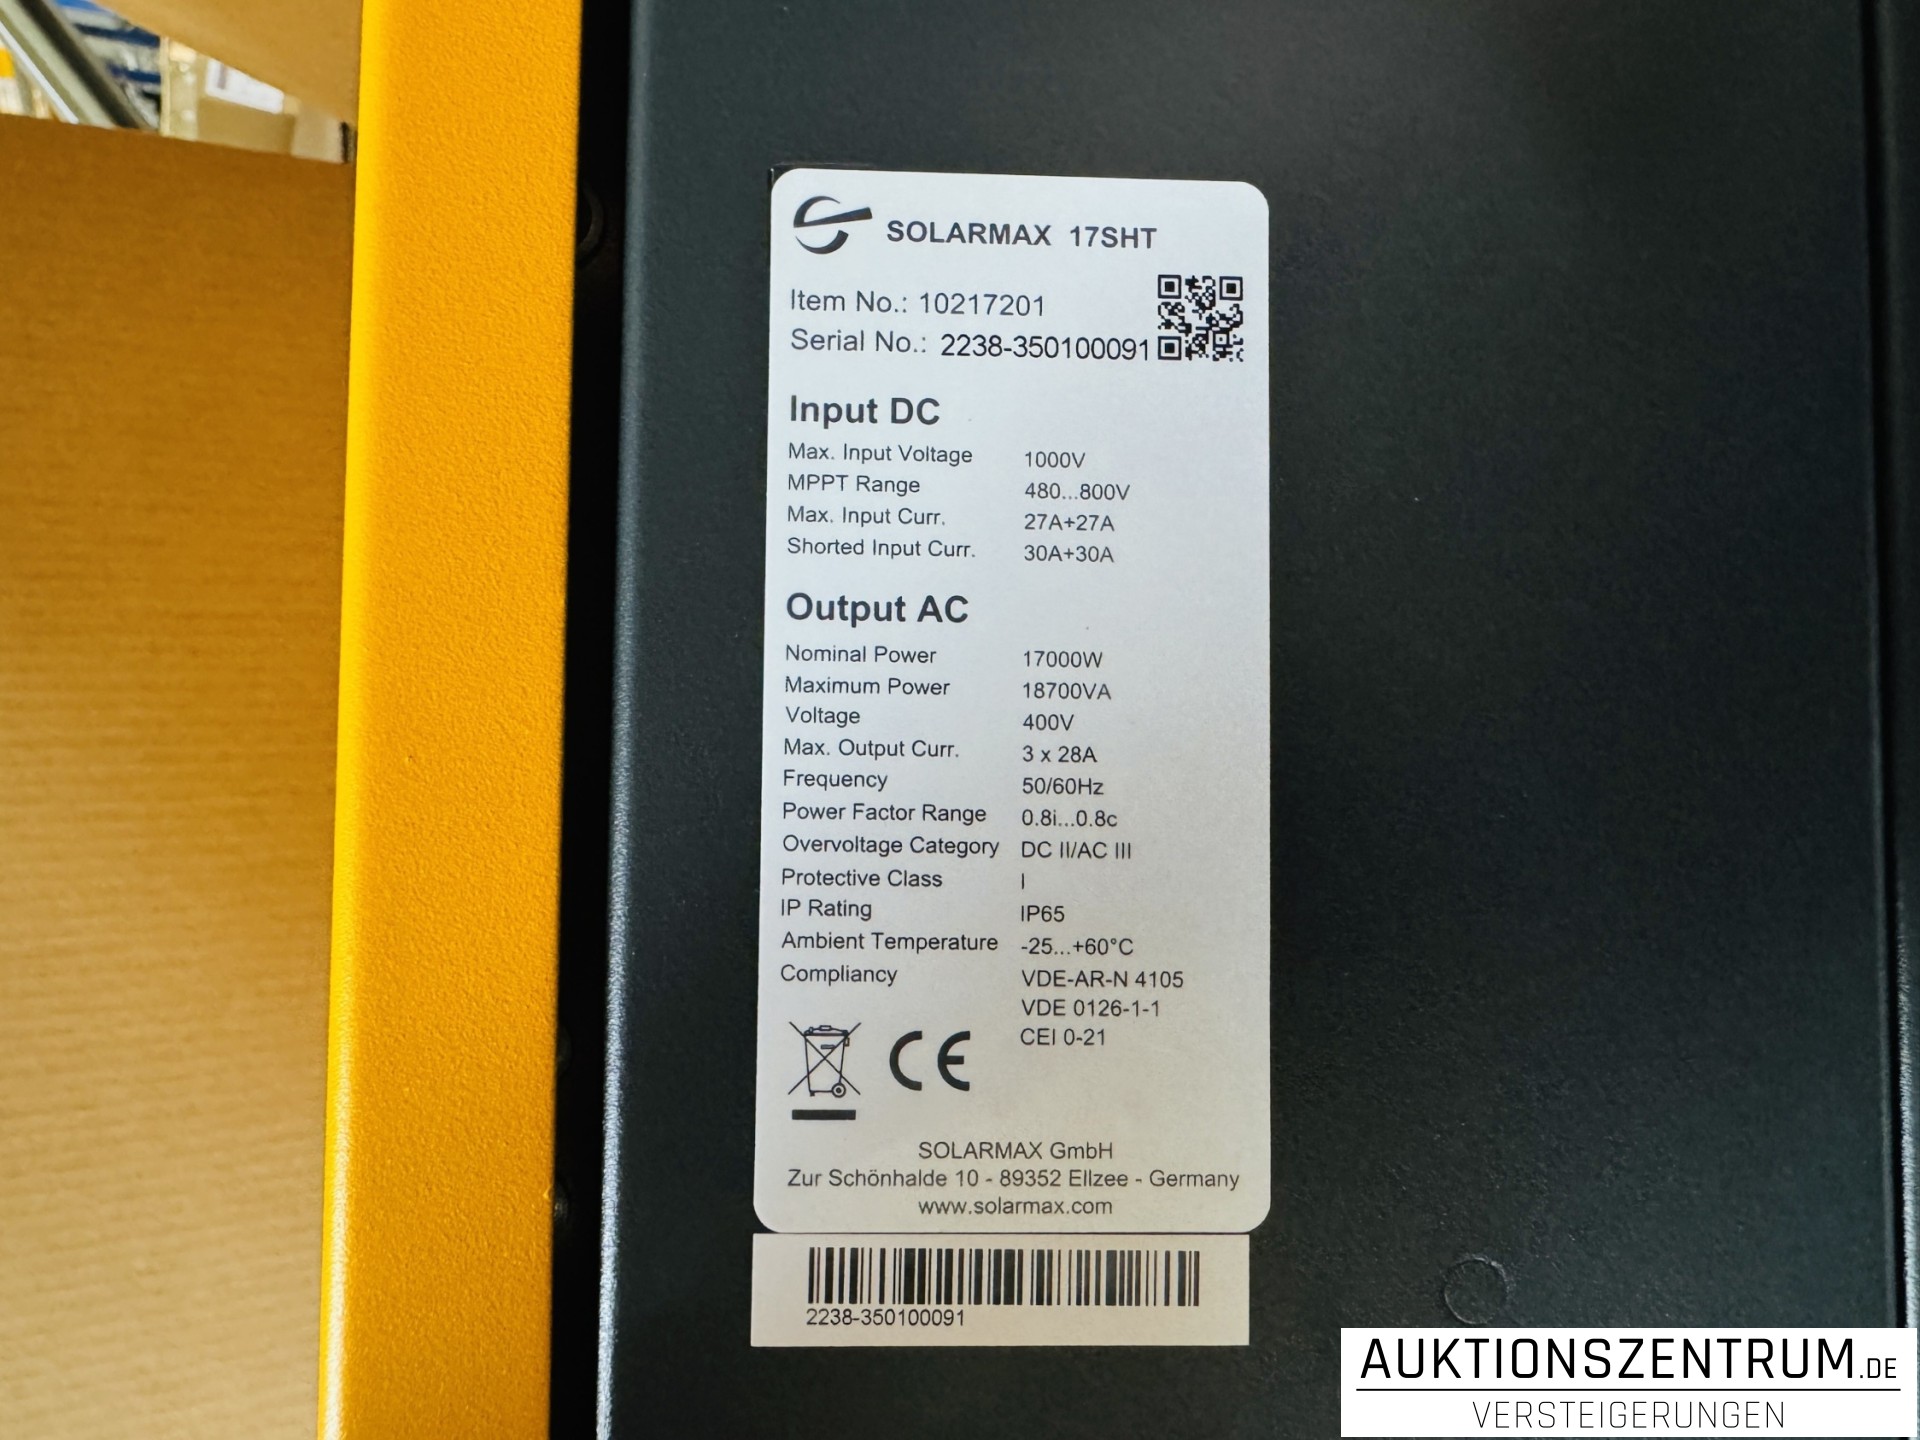 SOLARMAX 17SHT
Item No.: 10217201
Serial No.: 2238-350100091
Input DC
Max. Input Voltage 1000V
MPPT Range 480...800V
Max. Input Curr. 27A+27A
Shorted Input Curr. 30A+30A
Output AC
Nominal Power 17000W
Maximum Power 18700VA
Voltage 400V
Max. Output Curr. 3 x 28A
Frequency 50/60Hz
Power Factor Range 0.8i...0.8c
Overvoltage Category DC II/AC III
Protective Class I
IP Rating IP65
Ambient Temperature -25...+60°C
Compliancy VDE-AR-N 4105
VDE 0126-1-1
CEI 0-21
CE
SOLARMAX GmbH
Zur Schönhalde 10 - 89352 Ellzee - Germany
www.solarmax.com
2238-350100091
AUKTIONSZENTRUM.DE
VERSTEIGERUNGEN